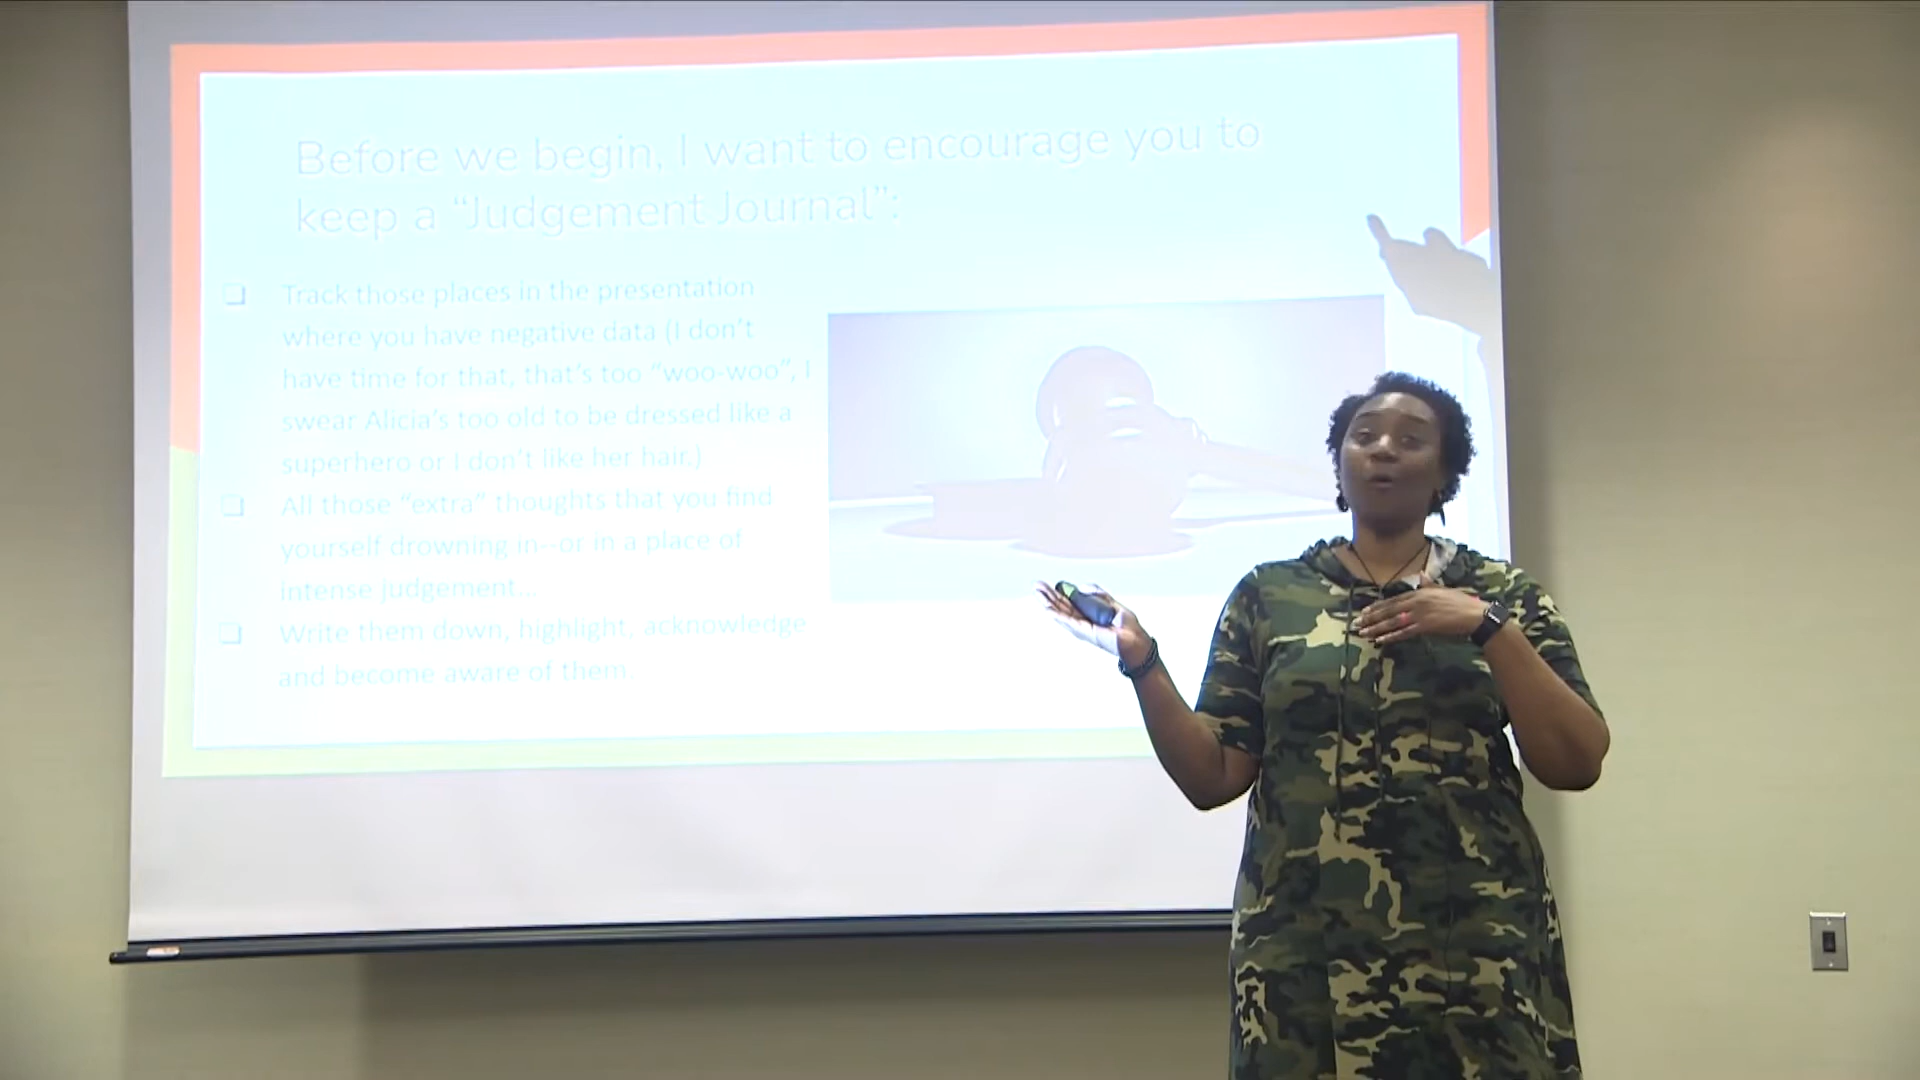 Before we begin, I want to encourage you to
keep a "Judgement Journal":
Track those places in the presentation
where you have negative data (I don't
have time for that, that's too "woo-woo", I
swear Alicia's too old to be dressed like a
superhero or I don't like her hair.)
All those "extra" thoughts that you find
yourself drowning in--or in a place of
intense judgement...
Write them down, highlight, acknowledge
and become aware of them.